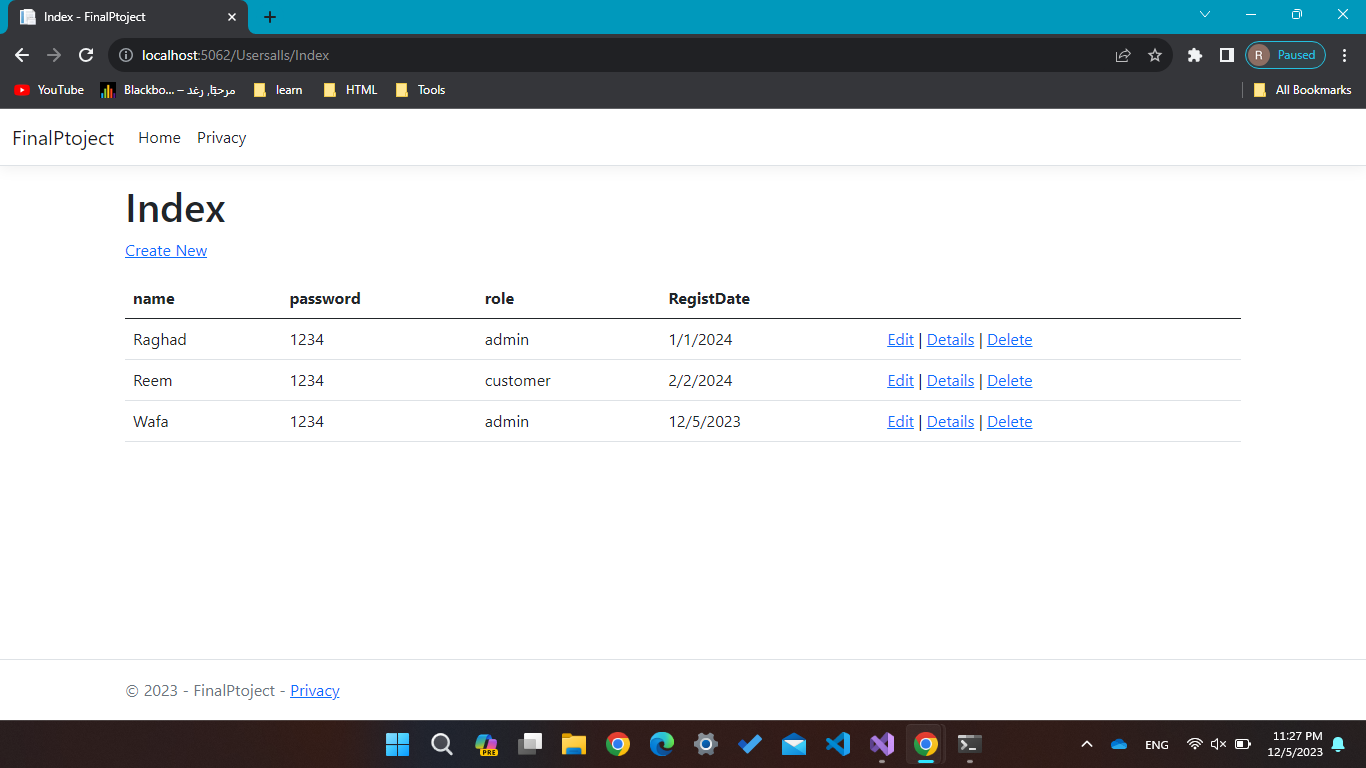 Index - FinalPtoject
localhost:5062/Usersalls/Index
R Paused
YouTube
Blackbo... – مرحبًا, رغد
learn
HTML
Tools
All Bookmarks
FinalPtoject Home Privacy
Index
Create New
name password role RegistDate
Raghad 1234 admin 1/1/2024 Edit | Details | Delete
Reem 1234 customer 2/2/2024 Edit | Details | Delete
Wafa 1234 admin 12/5/2023 Edit | Details | Delete
© 2023 - FinalPtoject - Privacy
PRE
ENG
11:27 PM
12/5/2023